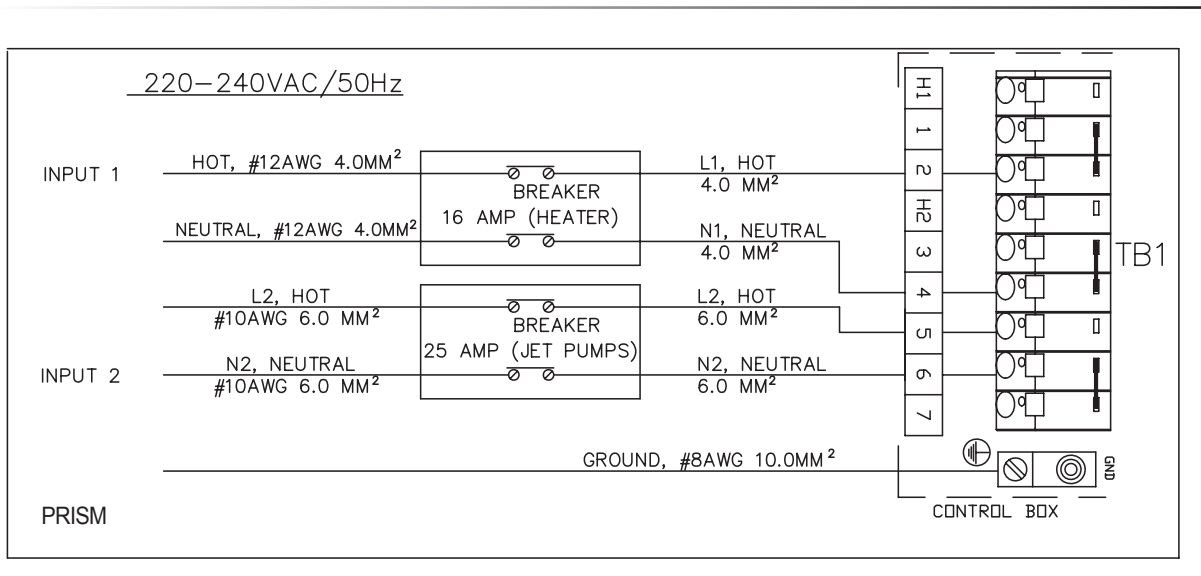 220-240VAC/50Hz
INPUT 1
HOT, #12AWG 4.0MM²
NEUTRAL, #12AWG 4.0MM²
BREAKER
16 AMP (HEATER)
L1, HOT
4.0 MM²
N1, NEUTRAL
4.0 MM²
L2, HOT
#10AWG 6.0 MM²
INPUT 2
N2, NEUTRAL
#10AWG 6.0 MM²
BREAKER
25 AMP (JET PUMPS)
L2, HOT
6.0 MM²
N2, NEUTRAL
6.0 MM²
GROUND, #8AWG 10.0MM²
H1
1
2
H2
3
4
5
6
7
TB1
GND
CONTROL BOX
PRISM